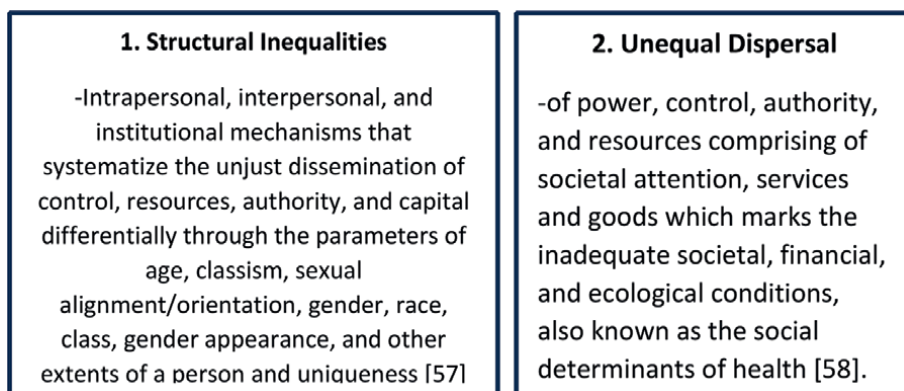 1. Structural Inequalities
-Intrapersonal, interpersonal, and
institutional mechanisms that
systematize the unjust dissemination of
control, resources, authority, and capital
differentially through the parameters of
age, classism, sexual
alignment/orientation, gender, race,
class, gender appearance, and other
extents of a person and uniqueness [57]
2. Unequal Dispersal
-of power, control, authority,
and resources comprising of
societal attention, services
and goods which marks the
inadequate societal, financial,
and ecological conditions,
also known as the social
determinants of health [58].